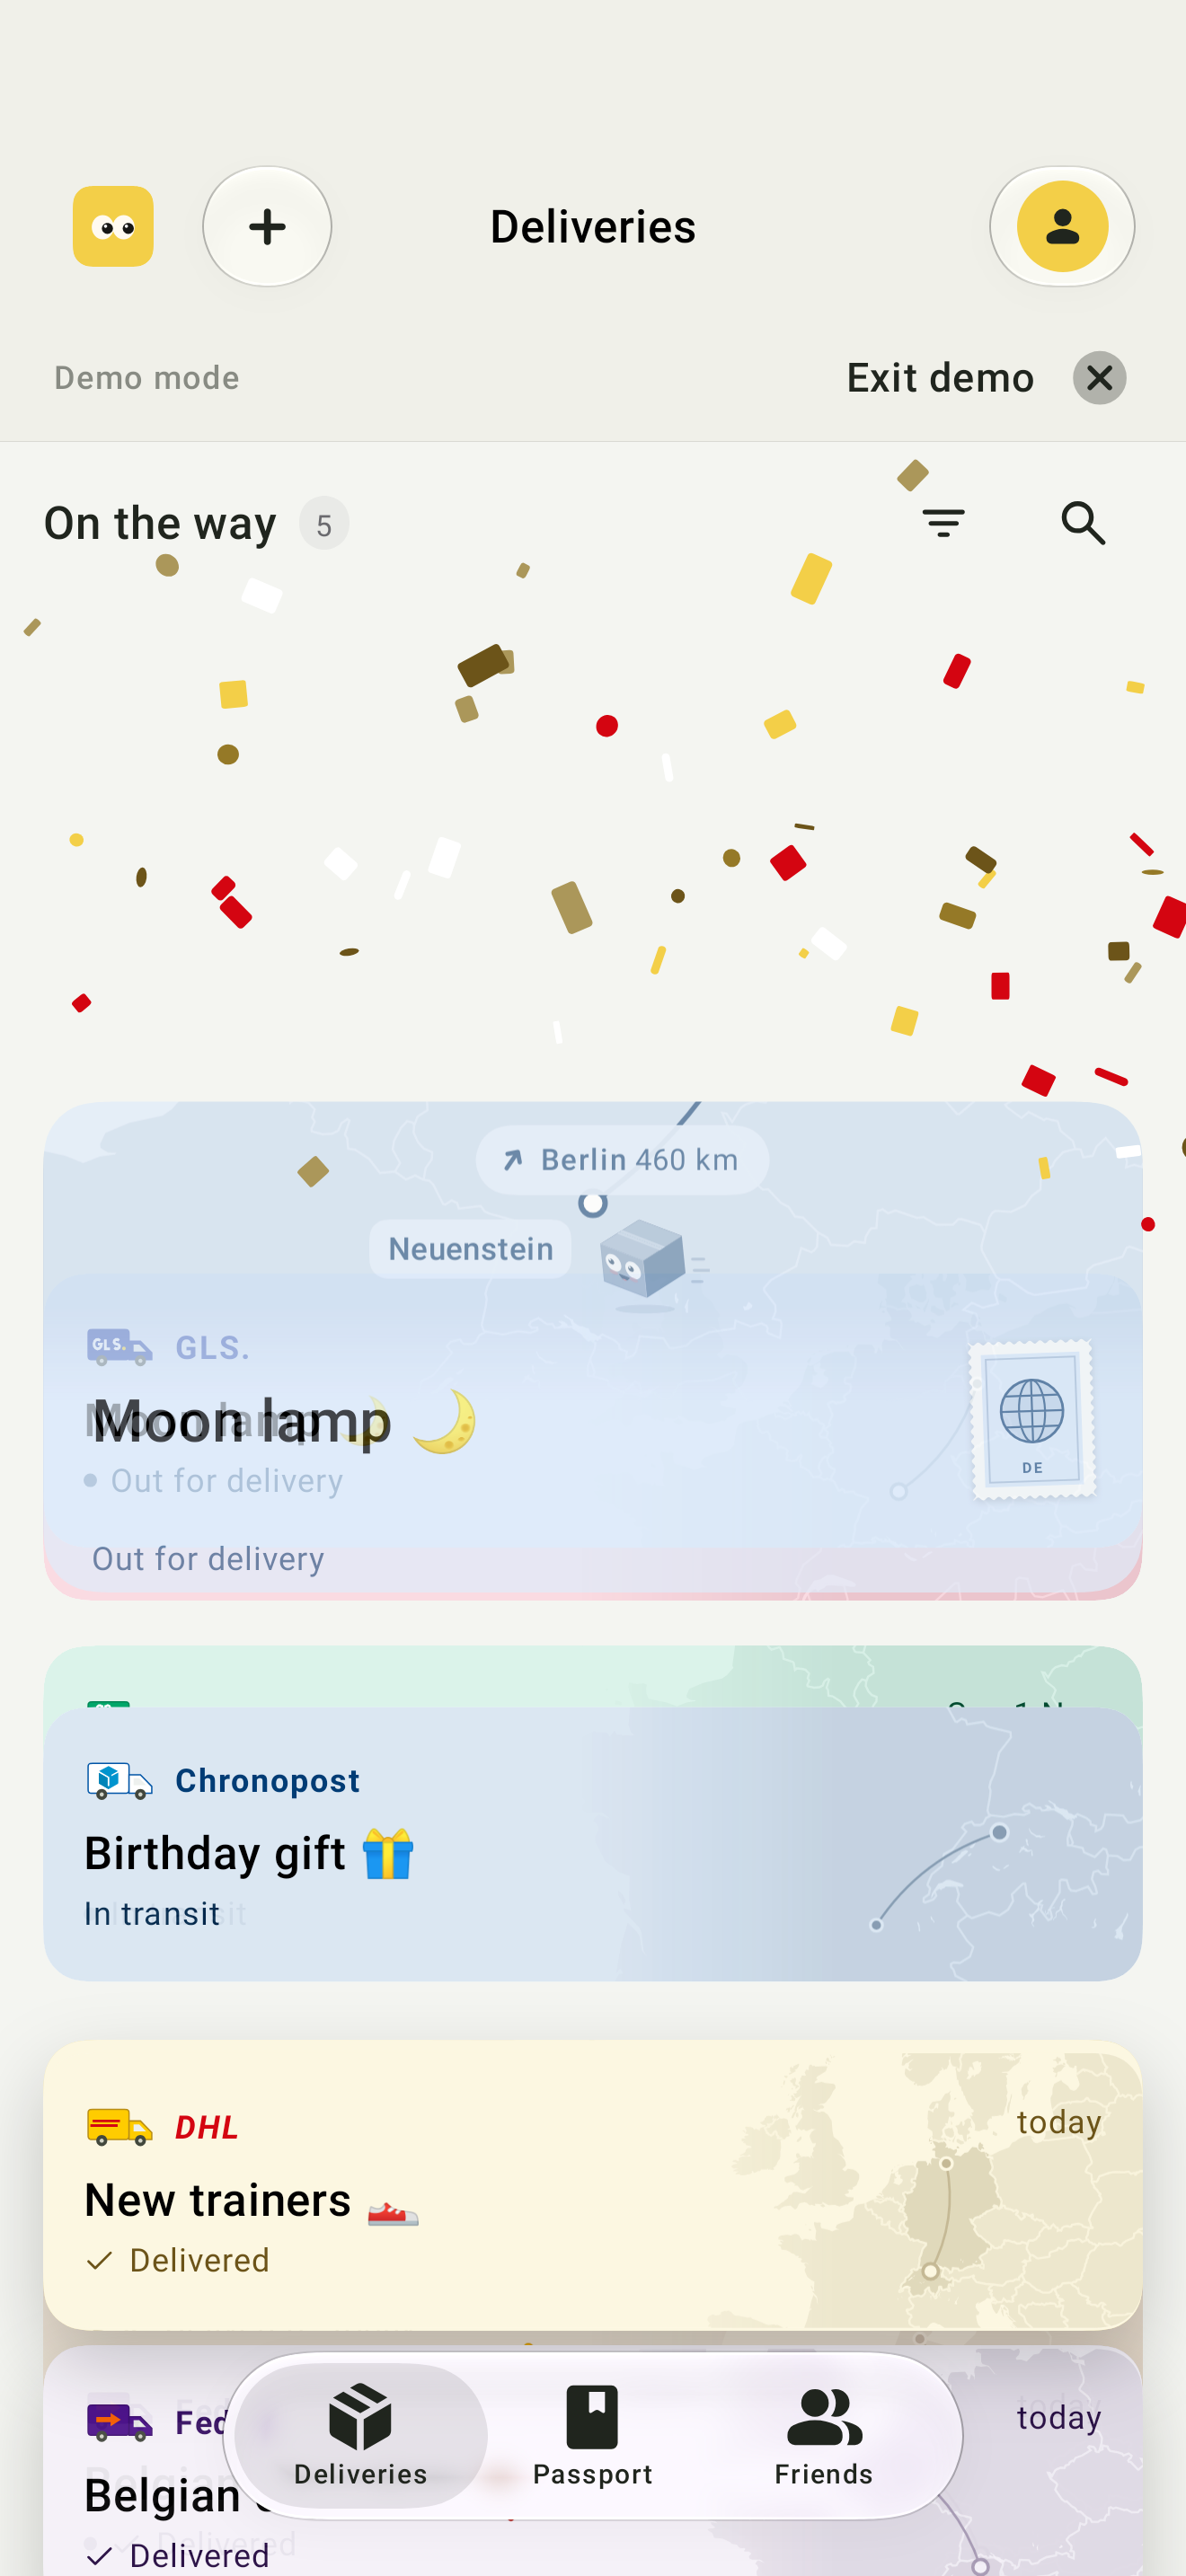 Deliveries
Demo mode
Exit demo
On the way 5
Berlin 460 km
Neuenstein
GLS. GLS.
Moon lamp 🌙
Out for delivery
DE
Out for delivery
Chronopost
Birthday gift 🎁
In transit
DHL
today
New trainers 👟
Delivered
today
Belgian
Delivered
Deliveries
Passport
Friends